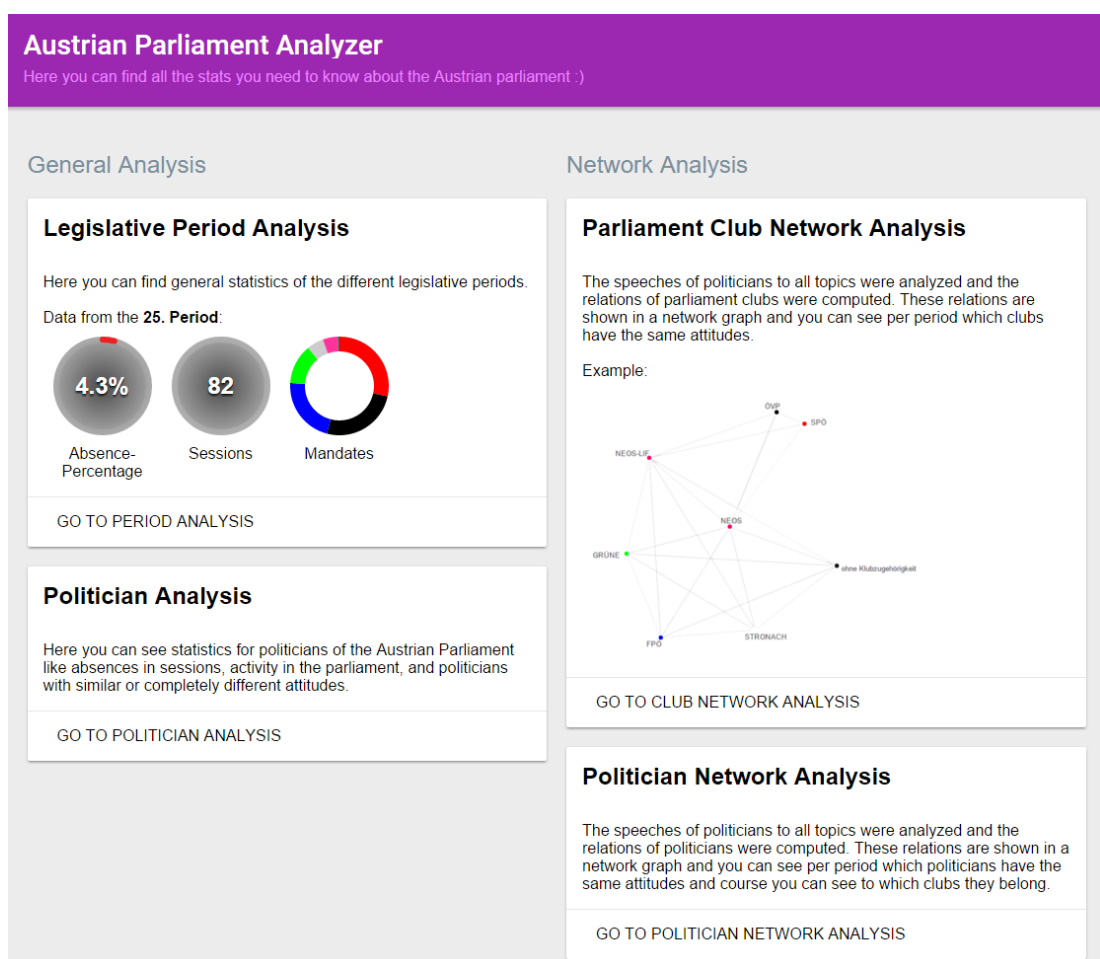 Austrian Parliament Analyzer
Here you can find all the stats you need to know about the Austrian parliament :)
General Analysis
Legislative Period Analysis
Here you can find general statistics of the different legislative periods.
Data from the 25. Period:
4.3%
82
Absence-
Percentage
Sessions
Mandates
GO TO PERIOD ANALYSIS
Politician Analysis
Here you can see statistics for politicians of the Austrian Parliament
like absences in sessions, activity in the parliament, and politicians
with similar or completely different attitudes.
GO TO POLITICIAN ANALYSIS
Network Analysis
Parliament Club Network Analysis
The speeches of politicians to all topics were analyzed and the
relations of parliament clubs were computed. These relations are
shown in a network graph and you can see per period which clubs
have the same attitudes.
Example:
ÖVP
SPÖ
NEOS-LIF
NEOS
GRÜNE
ohne Klubzugehörigkeit
STRONACH
FPÖ
GO TO CLUB NETWORK ANALYSIS
Politician Network Analysis
The speeches of politicians to all topics were analyzed and the
relations of politicians were computed. These relations are shown in a
network graph and you can see per period which politicians have the
same attitudes and course you can see to which clubs they belong.
GO TO POLITICIAN NETWORK ANALYSIS